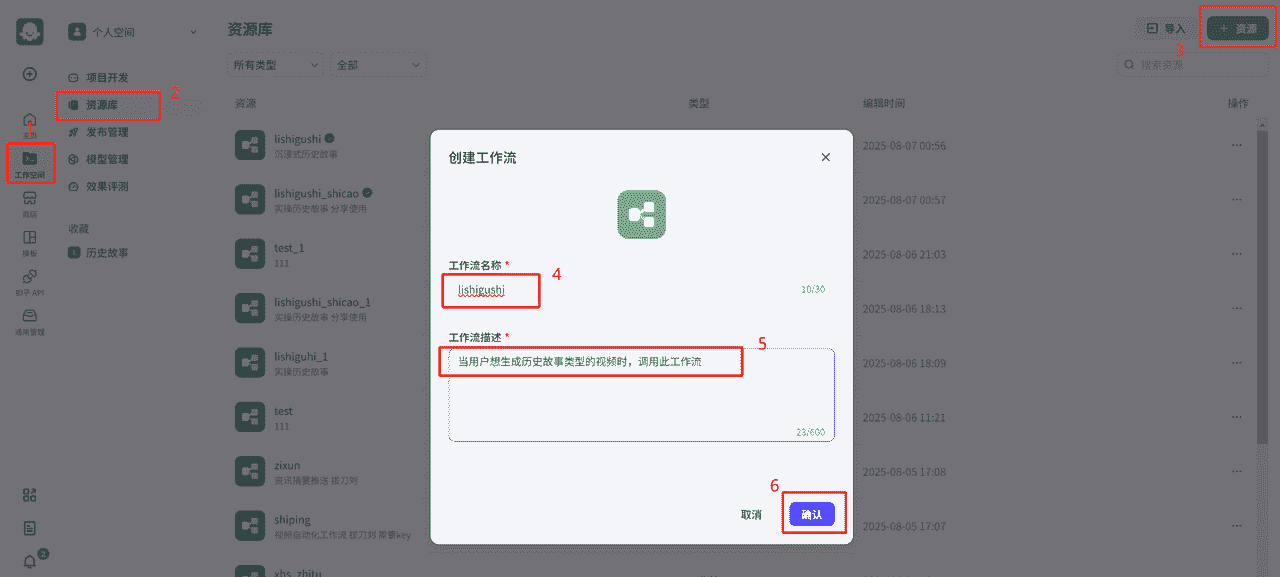 个人空间
资源库
导入
+ 资源
3
所有类型
全部
搜索资源
项目开发
资源库
2
发布管理
模型管理
效果评测
收藏
历史故事
1
主页
工作空间
商店
模板
扣子 API
通用管理
2
资源
类型
编辑时间
操作
lishigushi
沉浸式历史故事
2025-08-07 00:56
lishigushi_shicao
实操历史故事 分享使用
2025-08-07 00:57
test_1
111
2025-08-06 21:03
lishigushi_shicao_1
实操历史故事 分享使用
2025-08-06 18:13
lishiguhi_1
实操历史故事
2025-08-06 18:09
test
111
2025-08-06 11:21
zixun
资讯摘要推送 拔刀刘
2025-08-05 17:08
shiping
视频自动化工作流 拔刀刘 需要key
2025-08-05 17:07
xhs_zhitu
创建工作流
工作流名称 *
4
lishigushi
10/30
工作流描述 *
5
当用户想生成历史故事类型的视频时，调用此工作流
23/600
6
取消
确认